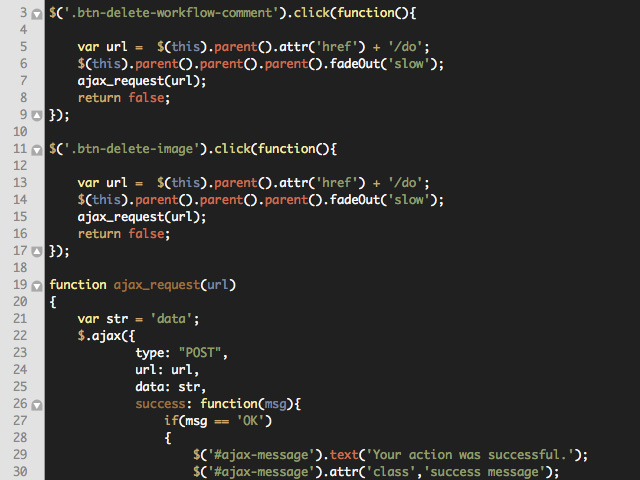 3 $('.btn-delete-workflow-comment').click(function(){
4
5 var url =  $(this).parent().attr('href') + '/do';
6 $(this).parent().parent().parent().fadeOut('slow');
7 ajax_request(url);
8 return false;
9 });
10
11 $('.btn-delete-image').click(function(){
12
13 var url =  $(this).parent().attr('href') + '/do';
14 $(this).parent().parent().parent().fadeOut('slow');
15 ajax_request(url);
16 return false;
17 });
18
19 function ajax_request(url)
20 {
21 var str = 'data';
22 $.ajax({
23 type: "POST",
24 url: url,
25 data: str,
26 success: function(msg){
27 if(msg == 'OK')
28 {
29 $('#ajax-message').text('Your action was successful.');
30 $('#ajax-message').attr('class','success message');